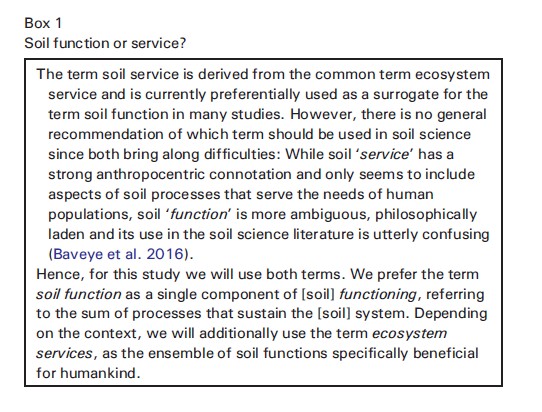 Box 1
Soil function or service?
The term soil service is derived from the common term ecosystem
service and is currently preferentially used as a surrogate for the
term soil function in many studies. However, there is no general
recommendation of which term should be used in soil science
since both bring along difficulties: While soil ‘service’ has a
strong anthropocentric connotation and only seems to include
aspects of soil processes that serve the needs of human
populations, soil ‘function’ is more ambiguous, philosophically
laden and its use in the soil science literature is utterly confusing
(Baveye et al. 2016).
Hence, for this study we will use both terms. We prefer the term
soil function as a single component of [soil] functioning, referring
to the sum of processes that sustain the [soil] system. Depending
on the context, we will additionally use the term ecosystem
services, as the ensemble of soil functions specifically beneficial
for humankind.